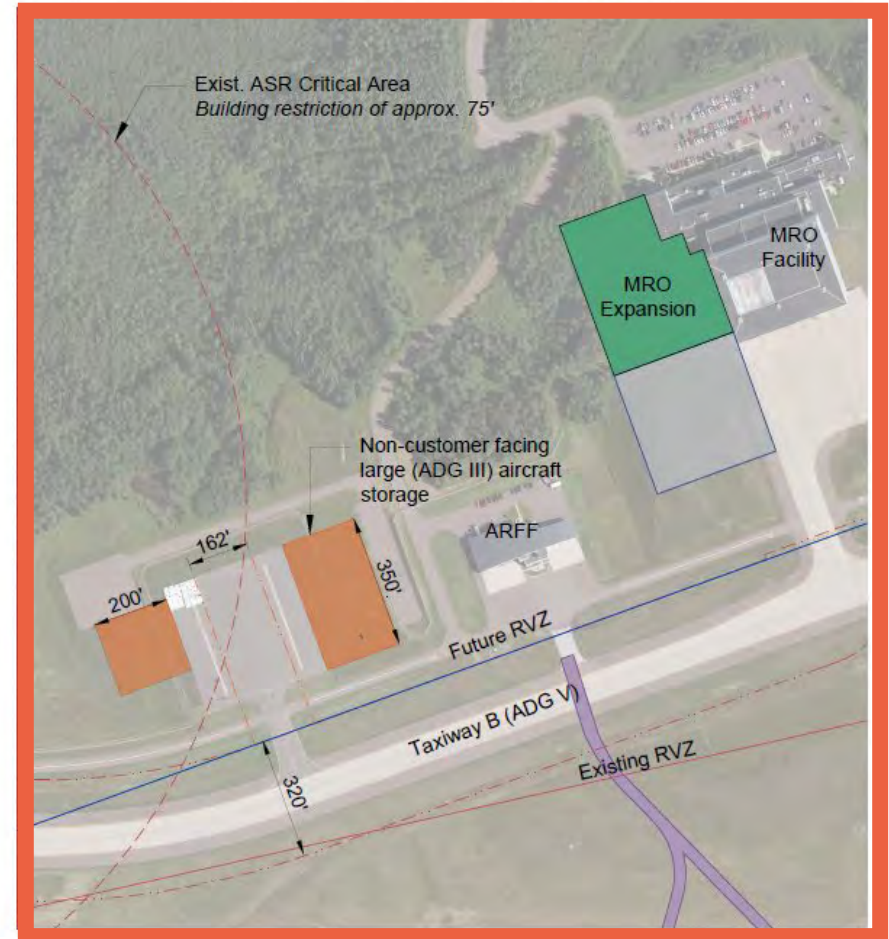 Exist. ASR Critical Area
Building restriction of approx. 75'
MRO
Facility
MRO
Expansion
Non-customer facing
large (ADG III) aircraft
storage
162'
ARFF
350'
200'
Future RVZ
Taxiway B (ADG V)
Existing RVZ
320'